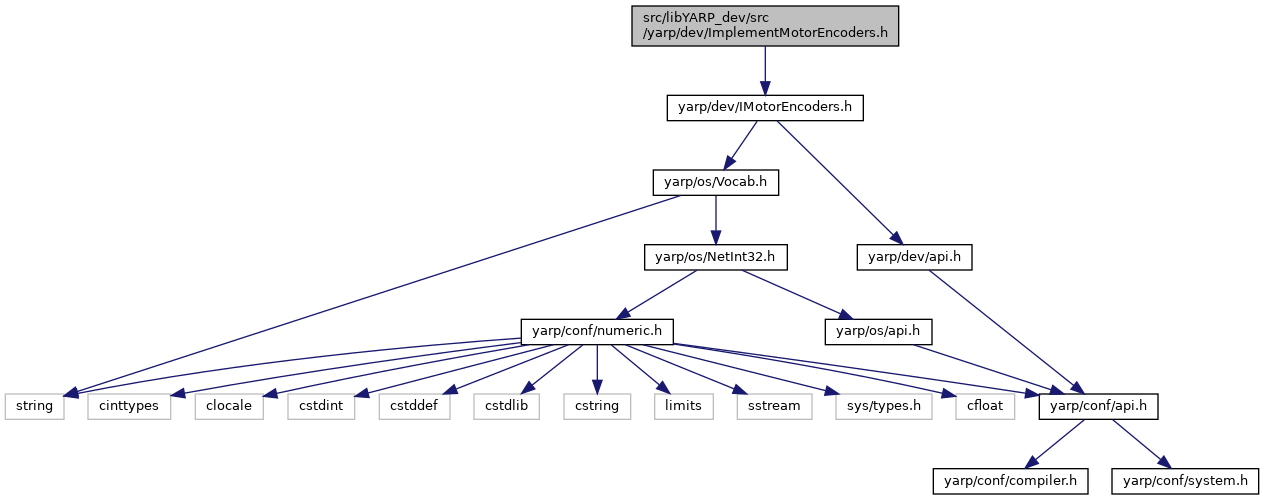 src/libYARP_dev/src
/yarp/dev/ImplementMotorEncoders.h
yarp/dev/IMotorEncoders.h
yarp/os/Vocab.h
yarp/os/NetInt32.h
yarp/dev/api.h
yarp/conf/numeric.h
yarp/os/api.h
string
cinttypes
clocale
cstdint
cstddef
cstdlib
cstring
limits
sstream
sys/types.h
cfloat
yarp/conf/api.h
yarp/conf/compiler.h
yarp/conf/system.h